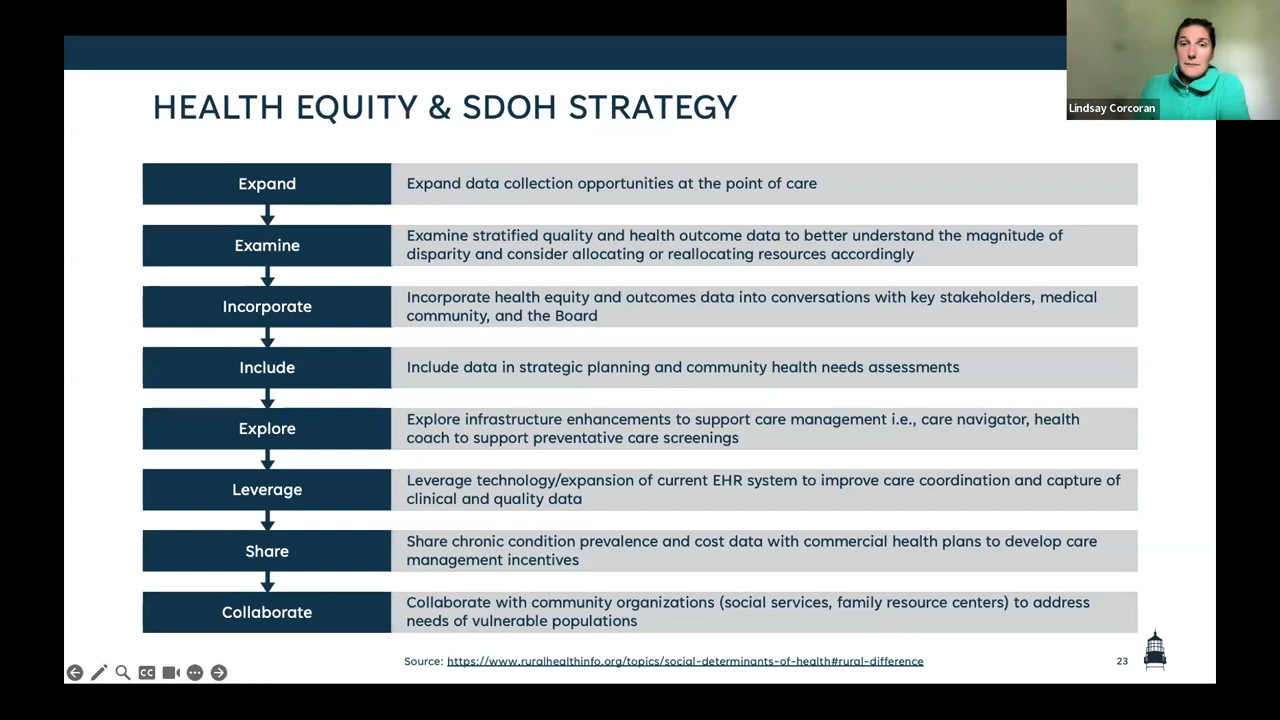 Lindsay Corcoran
HEALTH EQUITY & SDOH STRATEGY
Expand
Expand data collection opportunities at the point of care
Examine
Examine stratified quality and health outcome data to better understand the magnitude of
disparity and consider allocating or reallocating resources accordingly
Incorporate
Incorporate health equity and outcomes data into conversations with key stakeholders, medical
community, and the Board
Include
Include data in strategic planning and community health needs assessments
Explore
Explore infrastructure enhancements to support care management i.e., care navigator, health
coach to support preventative care screenings
Leverage
Leverage technology/expansion of current EHR system to improve care coordination and capture of
clinical and quality data
Share
Share chronic condition prevalence and cost data with commercial health plans to develop care
management incentives
Collaborate
Collaborate with community organizations (social services, family resource centers) to address
needs of vulnerable populations
Source: https://www.ruralhealthinfo.org/topics/social-determinants-of-health#rural-difference
23
CC